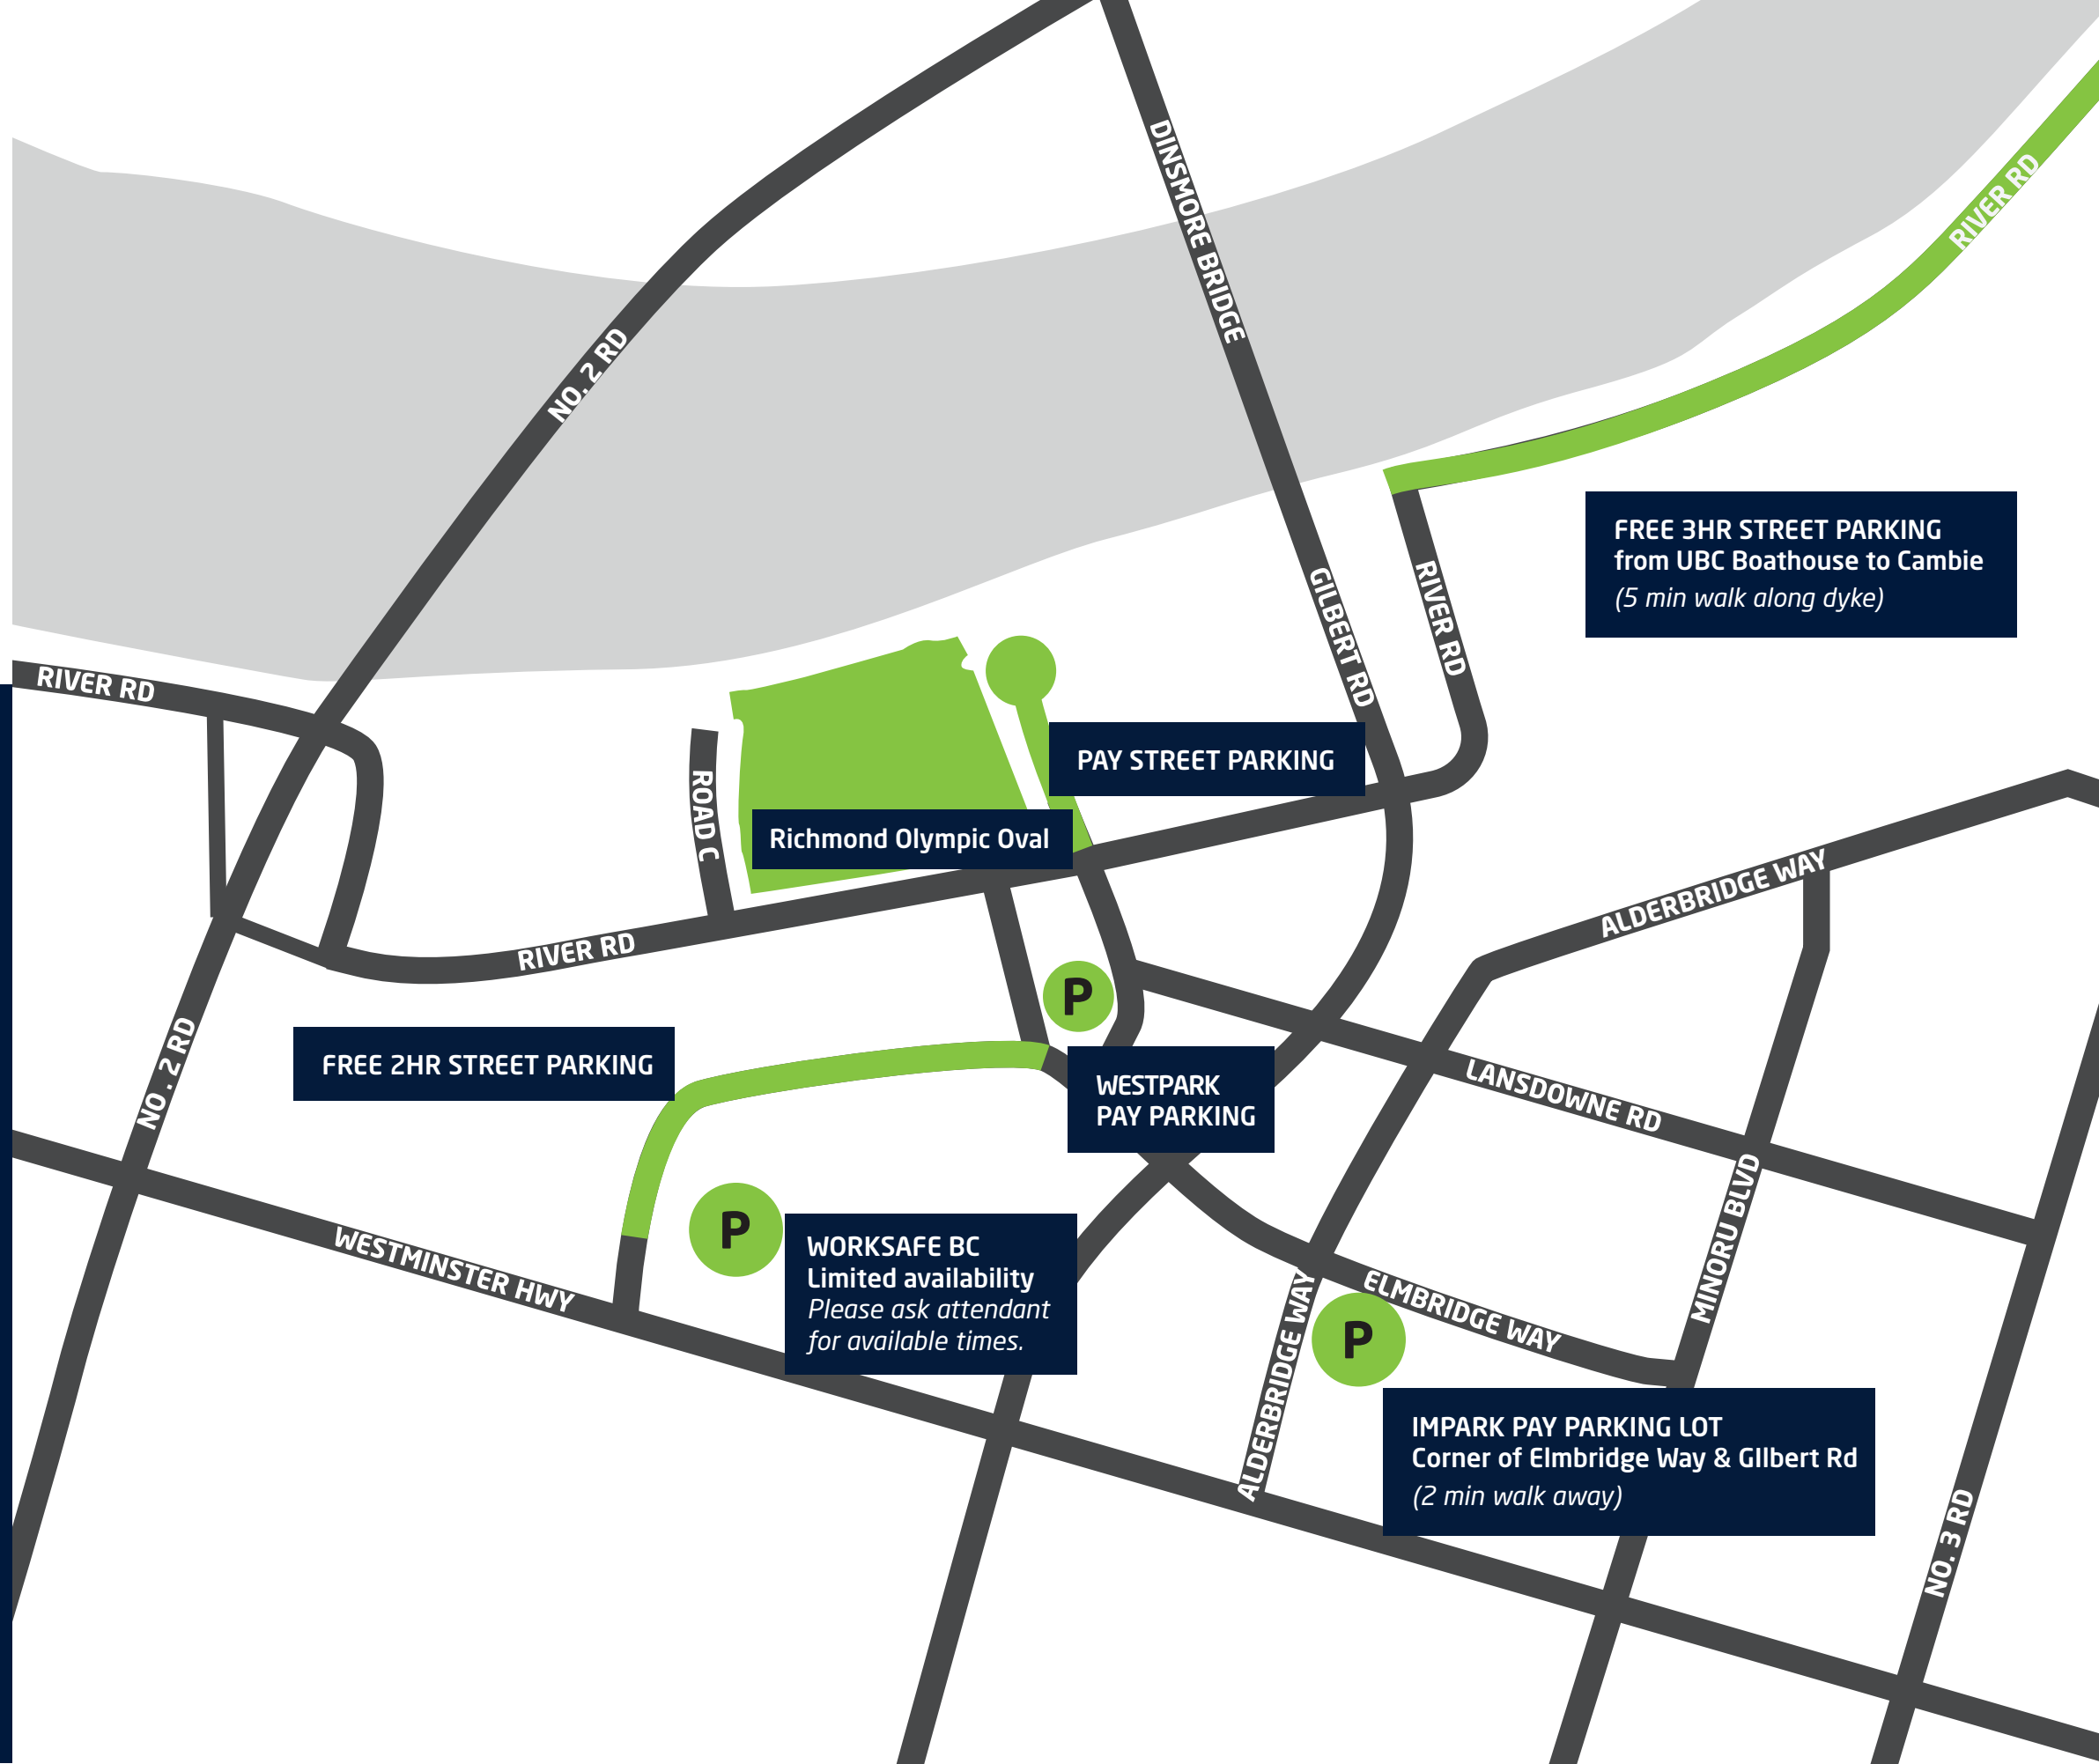 DINSMORE BRIDGE
RIVER RD
NO. 2 RD
FREE 3HR STREET PARKING
from UBC Boathouse to Cambie
(5 min walk along dyke)
GILBERT RD
RIVER RD
RIVER RD
PAY STREET PARKING
ROAD C
Richmond Olympic Oval
ALDERBRIDGE WAY
RIVER RD
P
NO. 2 RD
FREE 2HR STREET PARKING
WESTPARK
PAY PARKING
LANSDOWNE RD
MINORU BLVD
P
WORKSAFE BC
Limited availability
Please ask attendant
for available times.
WESTMINSTER HWY
ELMBRIDGE WAY
P
ALDERBRIDGE WAY
IMPARK PAY PARKING LOT
Corner of Elmbridge Way & GIlbert Rd
(2 min walk away)
NO. 3 RD